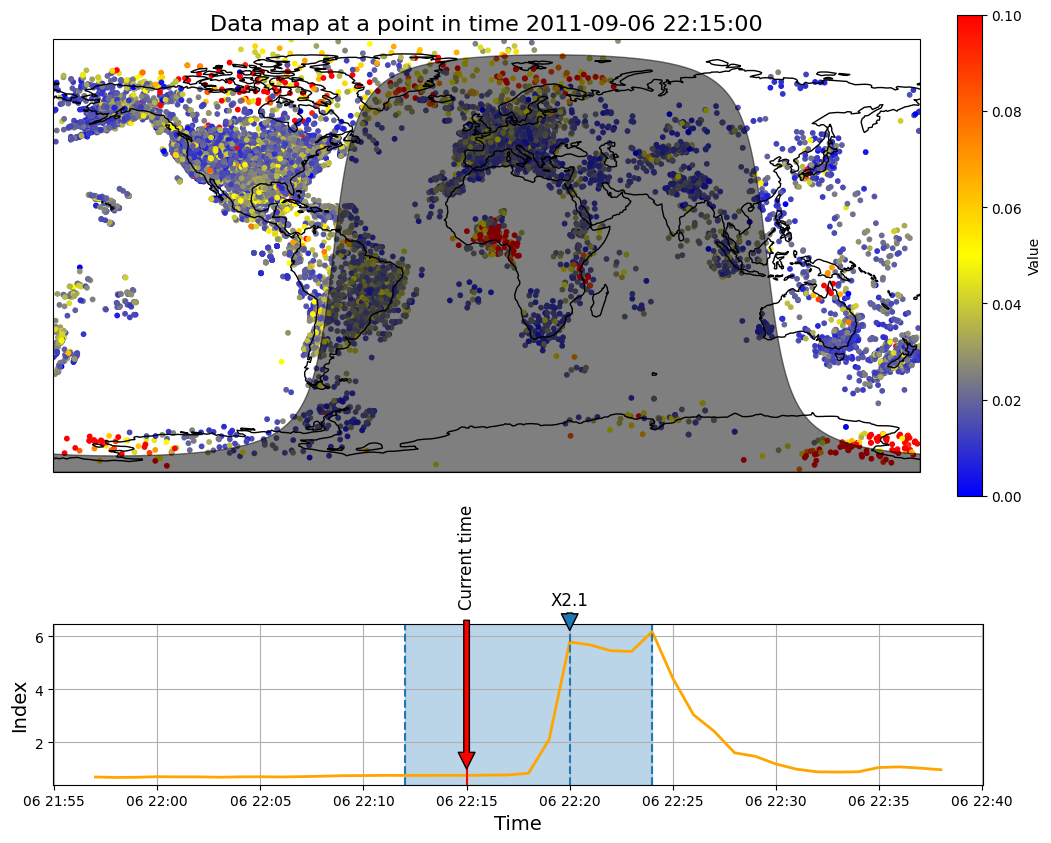 Data map at a point in time 2011-09-06 22:15:00
0.10
0.08
0.06
0.04
0.02
0.00
Value
Current time
X2.1
6
4
2
Index
06 21:55 06 22:00 06 22:05 06 22:10 06 22:15 06 22:20 06 22:25 06 22:30 06 22:35 06 22:40
Time